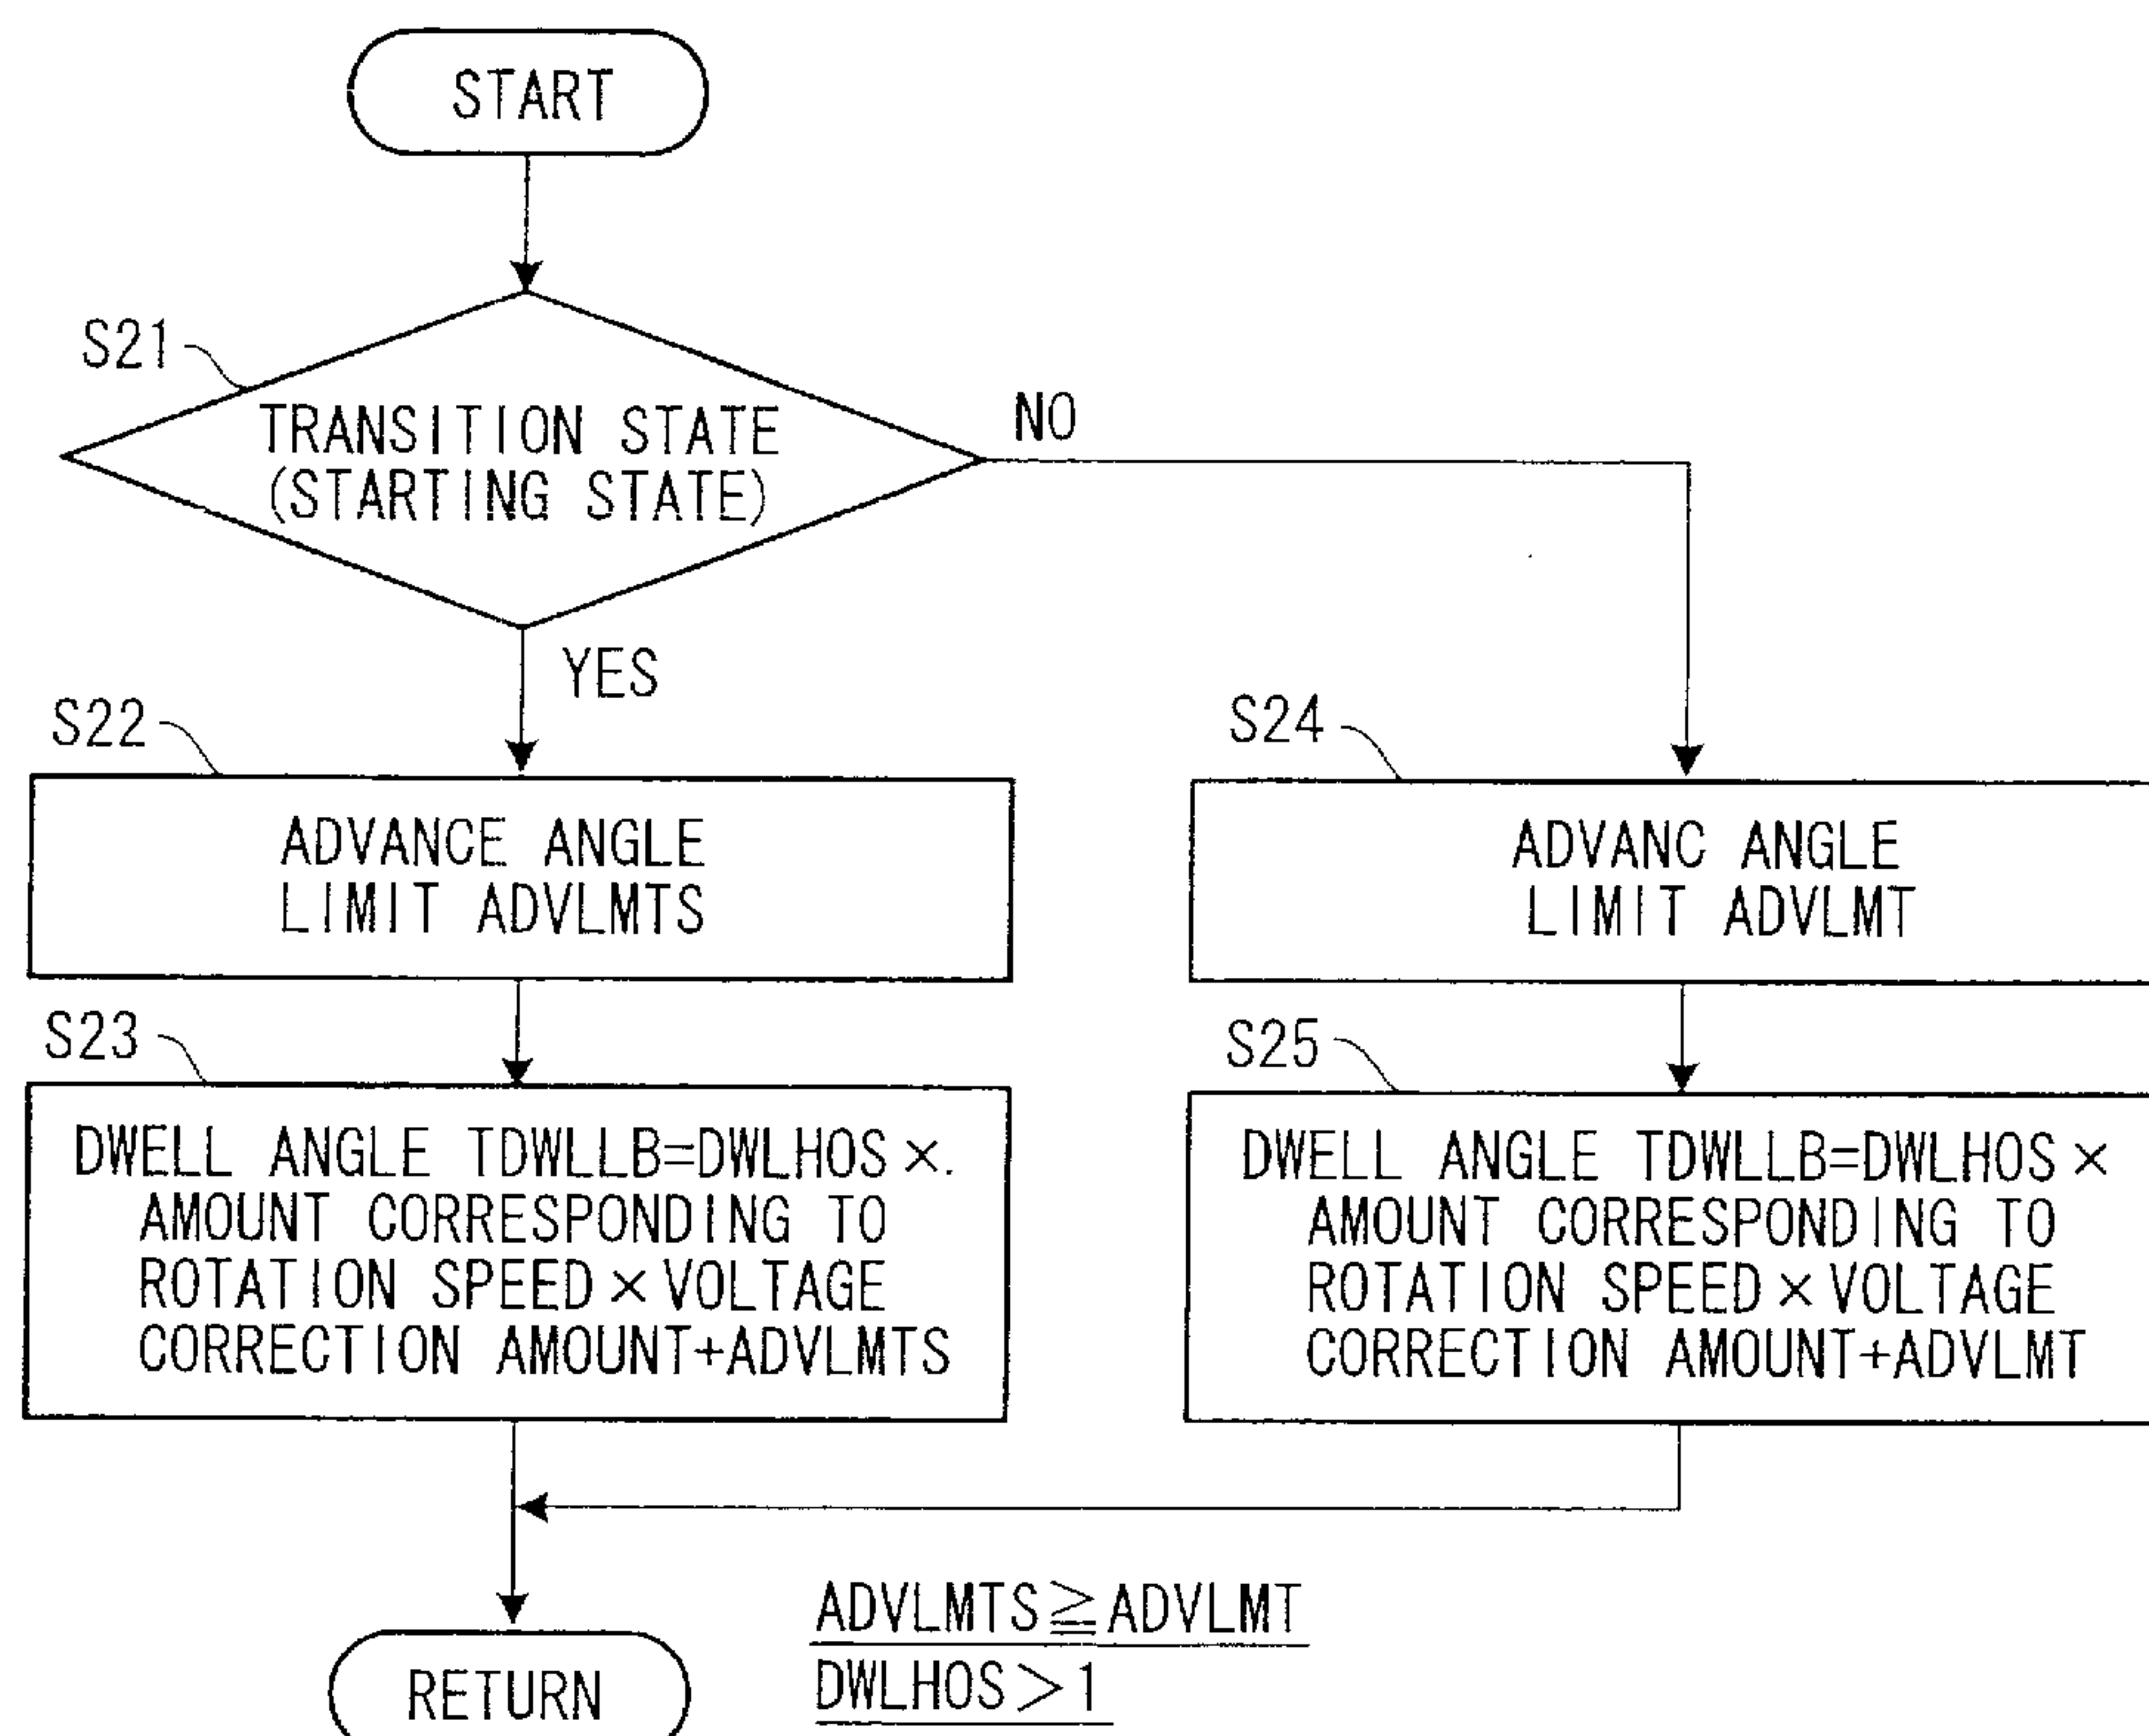 START
S21
TRANSITION STATE
(STARTING STATE)
NO
YES
S22
ADVANCE ANGLE
LIMIT ADVLMTS
S24
ADVANC ANGLE
LIMIT ADVLMT
S23
DWELL ANGLE TDWLLB=DWLHOS×.
AMOUNT CORRESPONDING TO
ROTATION SPEED×VOLTAGE
CORRECTION AMOUNT+ADVLMTS
S25
DWELL ANGLE TDWLLB=DWLHOS×
AMOUNT CORRESPONDING TO
ROTATION SPEED×VOLTAGE
CORRECTION AMOUNT+ADVLMT
ADVLMTS≧ADVLMT
DWLHOS>1
RETURN